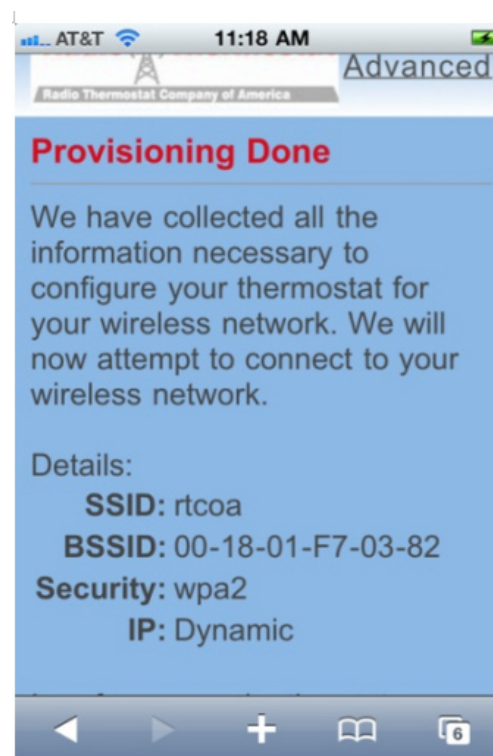 AT&T 11:18 AM
Advanced
Radio Thermostat Company of America
Provisioning Done
We have collected all the
information necessary to
configure your thermostat for
your wireless network. We will
now attempt to connect to your
wireless network.
Details:
SSID: rtcoa
BSSID: 00-18-01-F7-03-82
Security: wpa2
IP: Dynamic
6